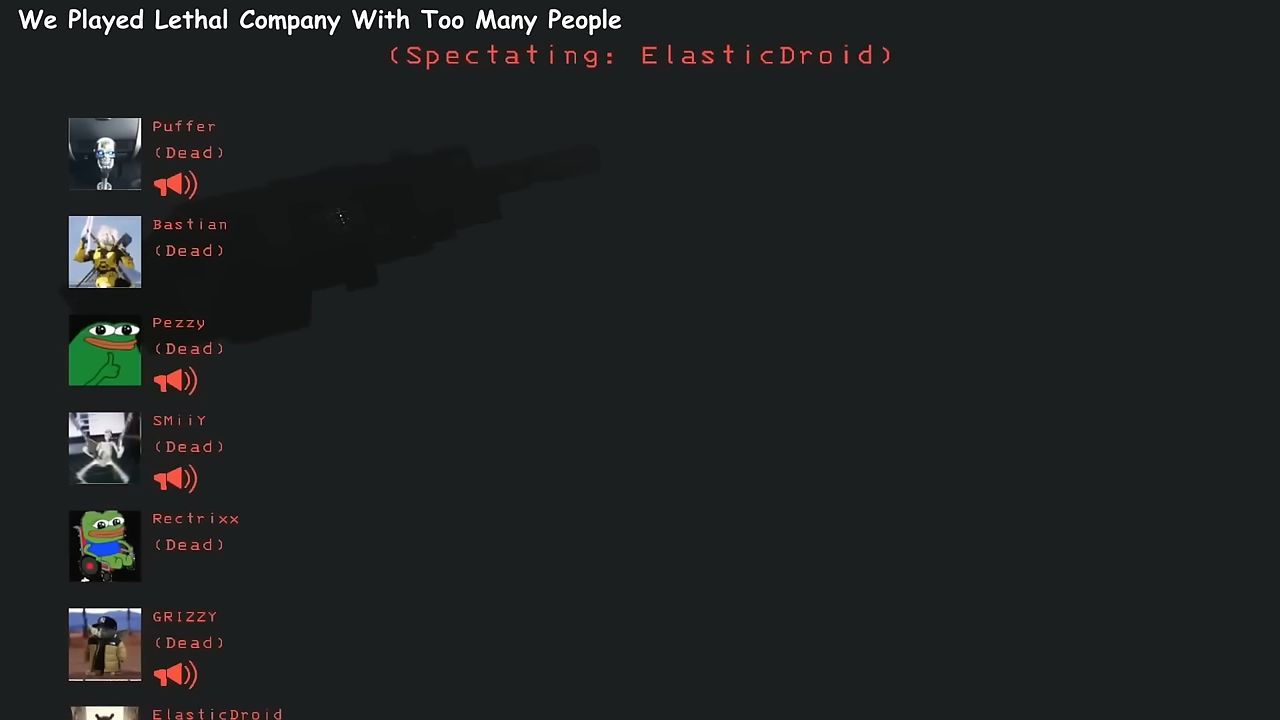 We Played Lethal Company With Too Many People
(Spectating: ElasticDroid)
Puffer
(Dead)
Bastian
(Dead)
Pezzy
(Dead)
SMiiY
(Dead)
Rectrixx
(Dead)
GRIZZY
(Dead)
ElasticDroid